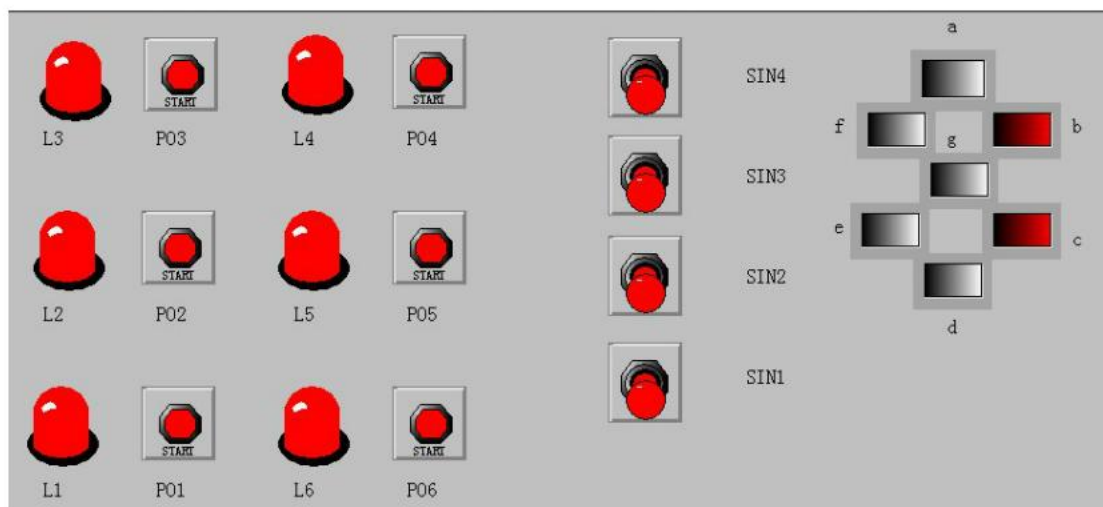 a
SIN4
START
START
L3
P03
L4
P04
f
g
b
SIN3
e
c
START
START
SIN2
L2
P02
L5
P05
d
SIN1
START
START
L1
P01
L6
P06